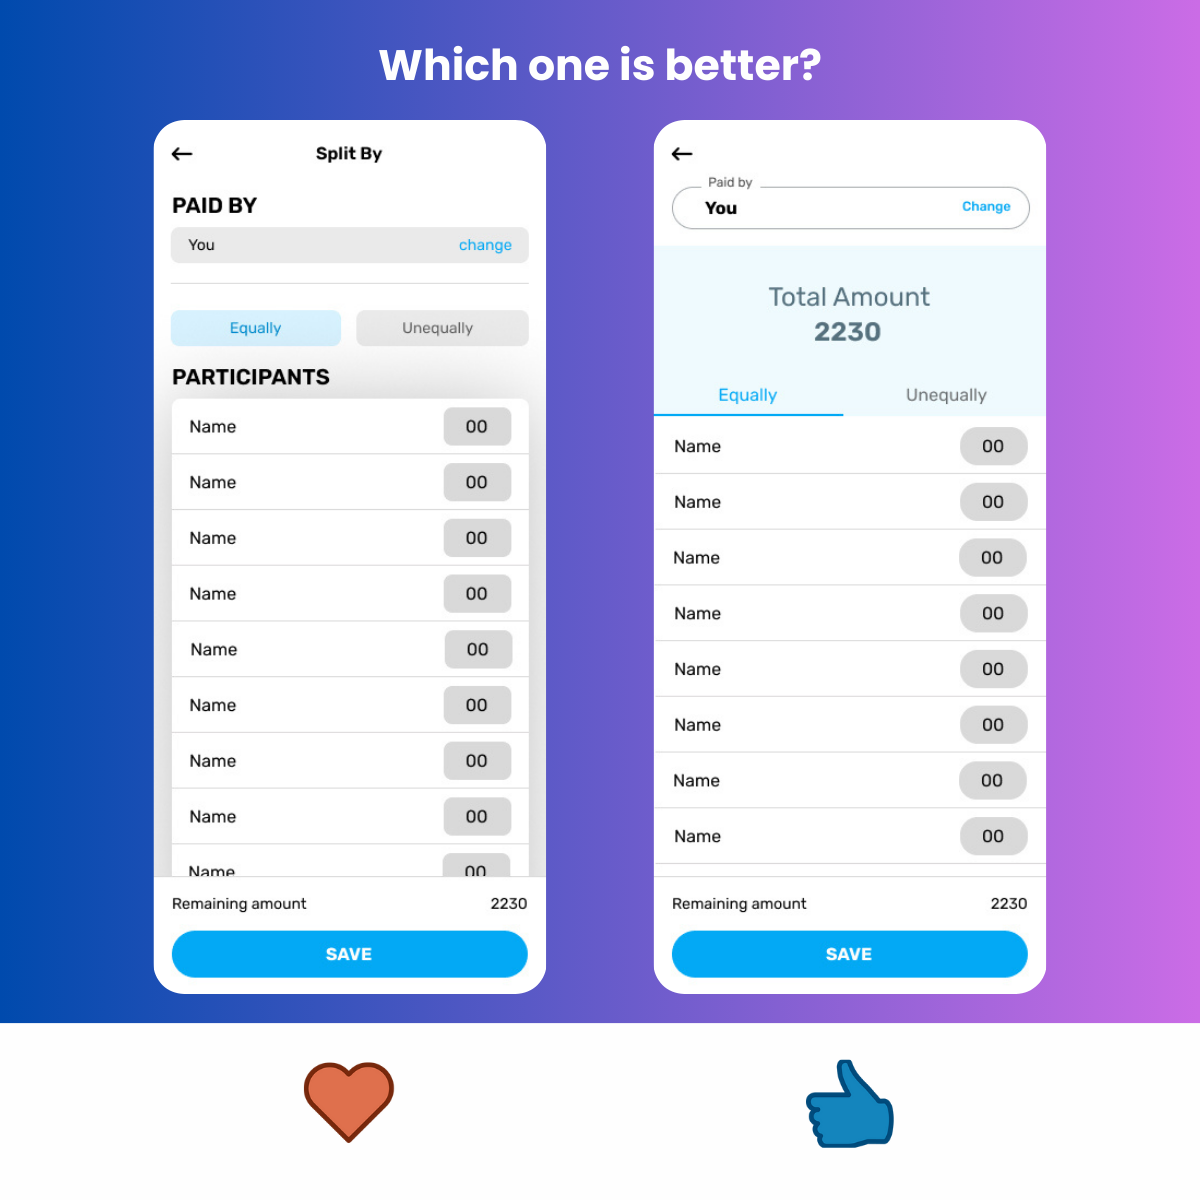 Which one is better?
Split By
PAID BY
You change
Equally Unequally
PARTICIPANTS
Name 00
Name 00
Name 00
Name 00
Name 00
Name 00
Name 00
Name 00
Name 00
Remaining amount 2230
SAVE
Paid by
You Change
Total Amount
2230
Equally Unequally
Name 00
Name 00
Name 00
Name 00
Name 00
Name 00
Name 00
Name 00
Remaining amount 2230
SAVE